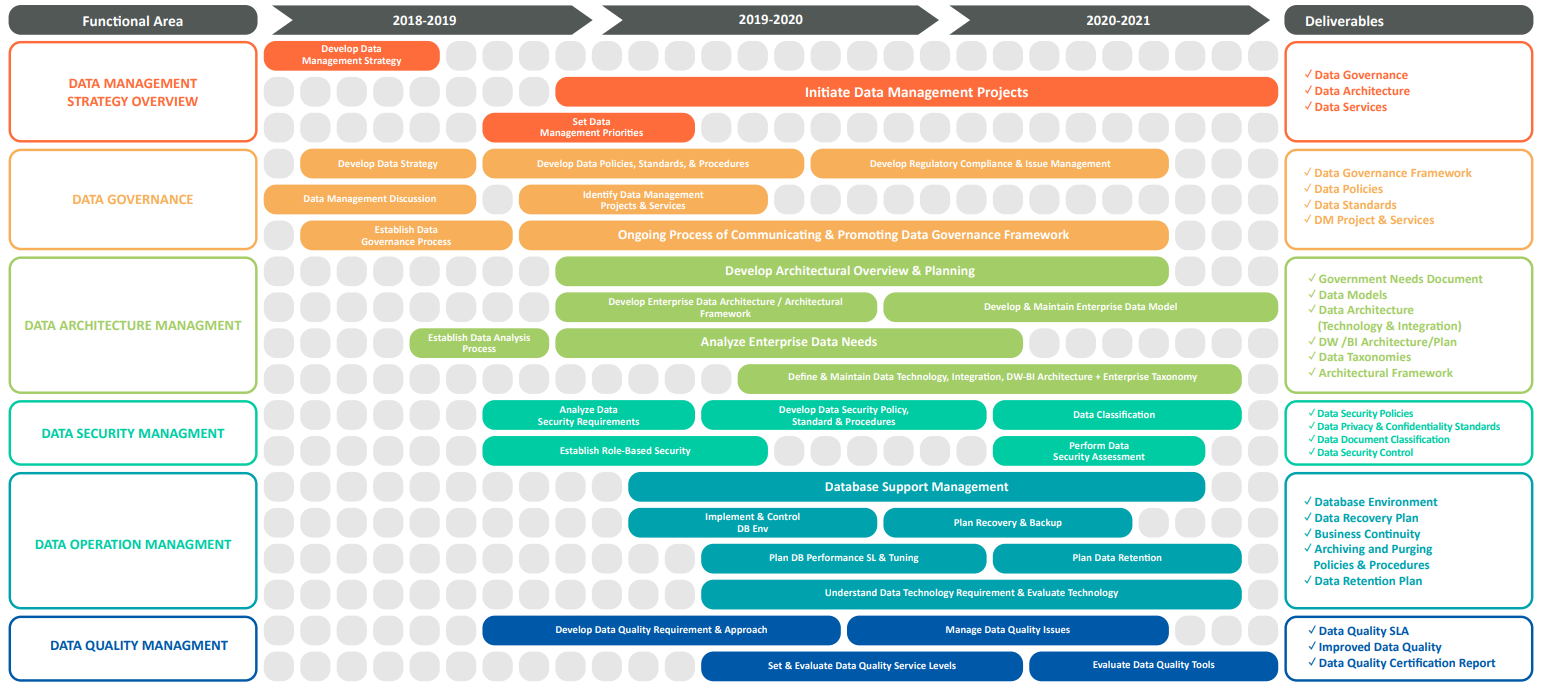 Functional Area
2018-2019
2019-2020
2020-2021
Deliverables
DATA MANAGEMENT
STRATEGY OVERVIEW
Develop Data
Management Strategy
Initiate Data Management Projects
Set Data
Management Priorities
✓ Data Governance
✓ Data Architecture
✓ Data Services
DATA GOVERNANCE
Develop Data Strategy
Develop Data Policies, Standards, & Procedures
Develop Regulatory Compliance & Issue Management
Data Management Discussion
Identify Data Management
Projects & Services
Establish Data
Governance Process
Ongoing Process of Communicating & Promoting Data Governance Framework
✓ Data Governance Framework
✓ Data Policies
✓ Data Standards
✓ DM Project & Services
DATA ARCHITECTURE MANAGMENT
Develop Architectural Overview & Planning
Develop Enterprise Data Architecture / Architectural
Framework
Develop & Maintain Enterprise Data Model
Establish Data Analysis
Process
Analyze Enterprise Data Needs
Define & Maintain Data Technology, Integration, DW-BI Architecture + Enterprise Taxonomy
✓ Government Needs Document
✓ Data Models
✓ Data Architecture
(Technology & Integration)
✓ DW /BI Architecture/Plan
✓ Data Taxonomies
✓ Architectural Framework
DATA SECURITY MANAGMENT
Analyze Data
Security Requirements
Develop Data Security Policy,
Standard & Procedures
Data Classification
Establish Role-Based Security
Perform Data
Security Assessment
✓ Data Security Policies
✓ Data Privacy & Confidentiality Standards
✓ Data Document Classification
✓ Data Security Control
DATA OPERATION MANAGMENT
Database Support Management
Implement & Control
DB Env
Plan Recovery & Backup
Plan DB Performance SL & Tuning
Plan Data Retention
Understand Data Technology Requirement & Evaluate Technology
✓ Database Environment
✓ Data Recovery Plan
✓ Business Continuity
✓ Archiving and Purging
Policies & Procedures
✓ Data Retention Plan
DATA QUALITY MANAGMENT
Develop Data Quality Requirement & Approach
Manage Data Quality Issues
Set & Evaluate Data Quality Service Levels
Evaluate Data Quality Tools
✓ Data Quality SLA
✓ Improved Data Quality
✓ Data Quality Certification Report